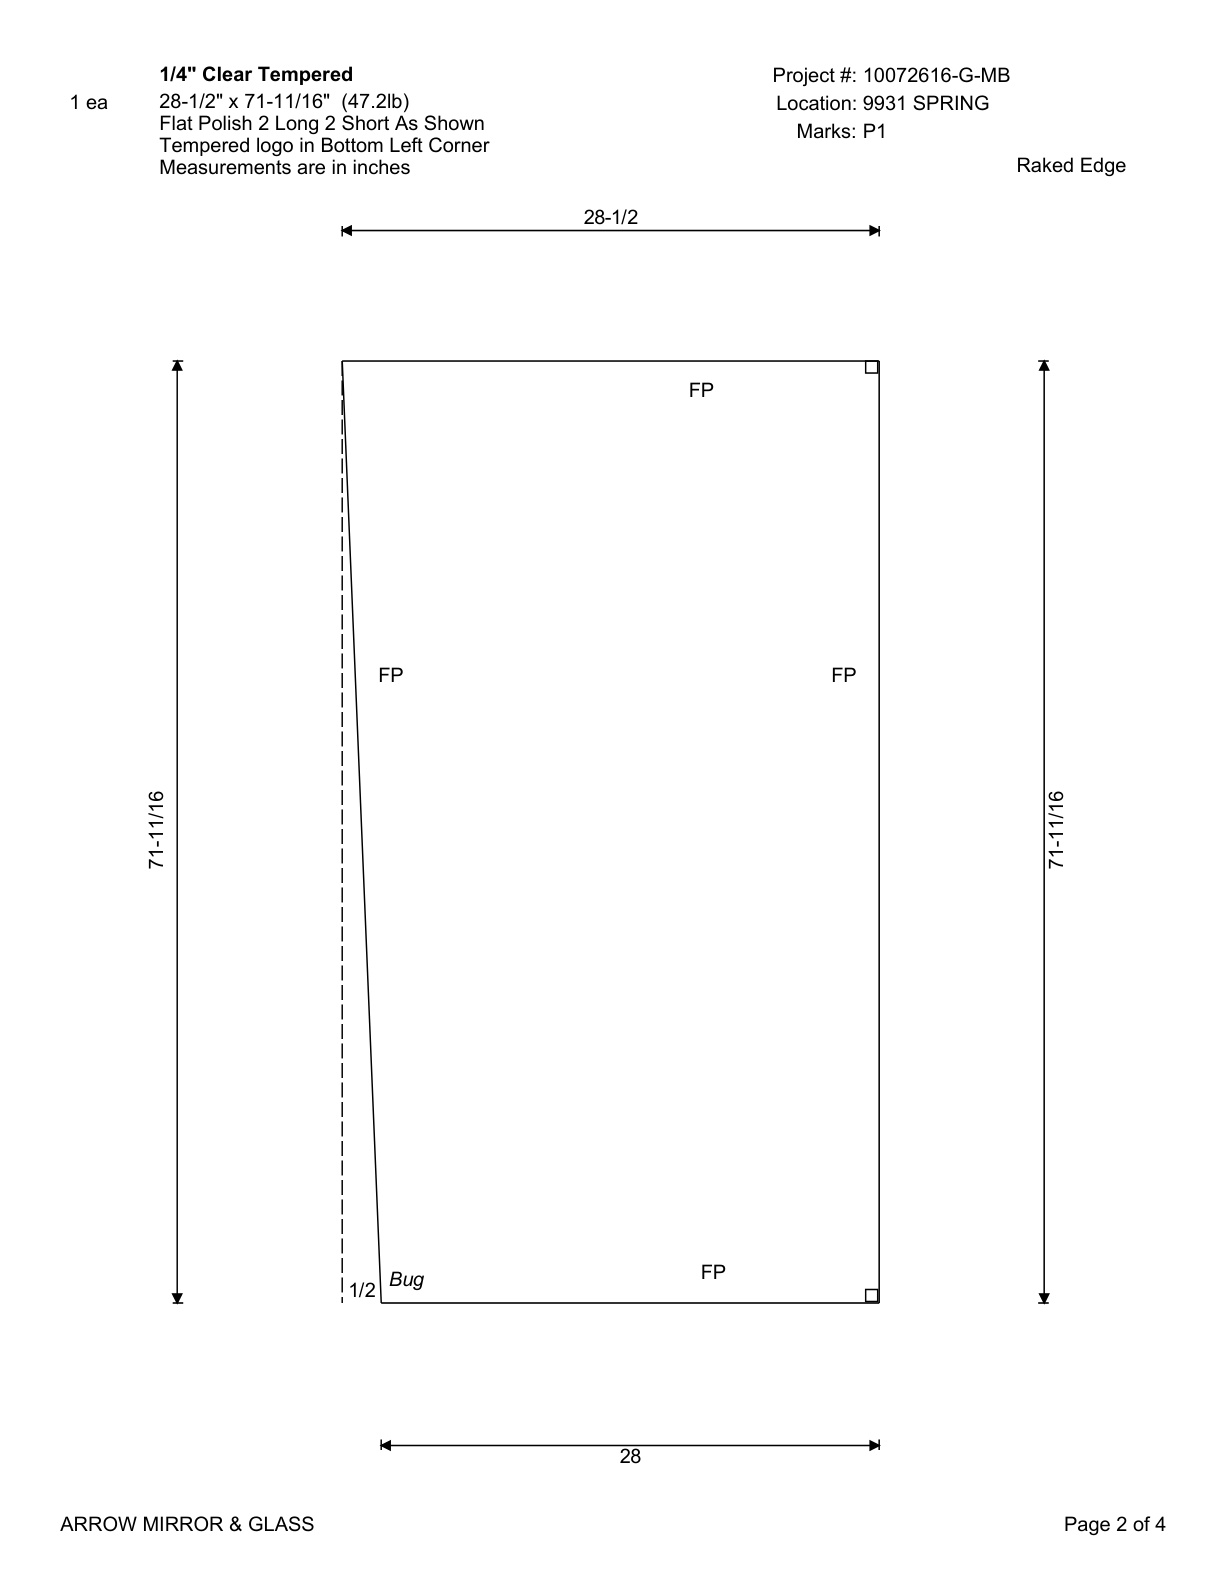 1/4" Clear Tempered
1 ea
28-1/2" x 71-11/16" (47.2lb)
Flat Polish 2 Long 2 Short As Shown
Tempered logo in Bottom Left Corner
Measurements are in inches
Project #: 10072616-G-MB
Location: 9931 SPRING
Marks: P1
Raked Edge
28-1/2
FP
FP
FP
71-11/16
71-11/16
FP
Bug
1/2
28
ARROW MIRROR & GLASS
Page 2 of 4